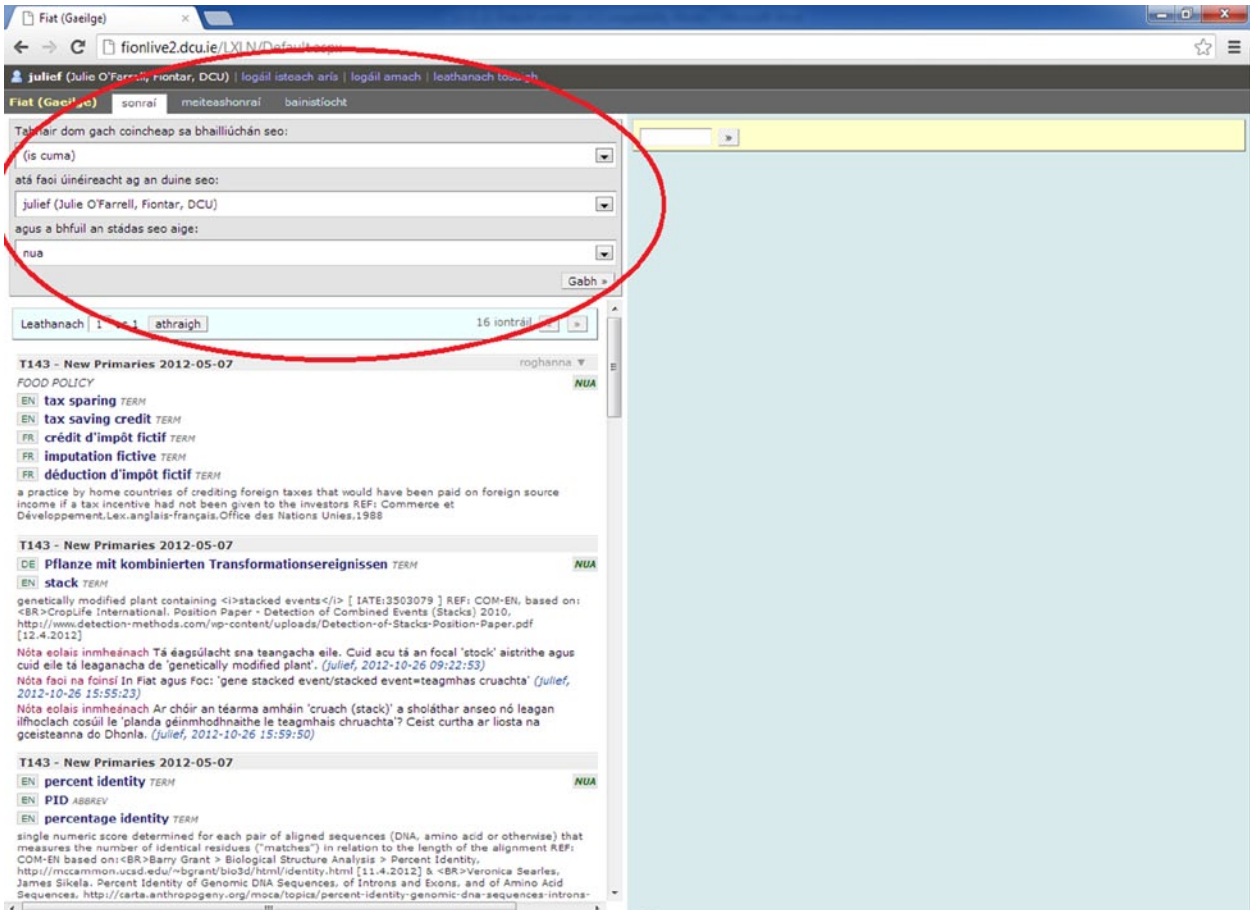 Fiat (Gaeilge)
fionlive2.dcu.ie/LXLN/Default.aspx
julief (Julie O'Farrell, Fiontar, DCU) | logáil isteach arís | logáil amach | leathanach tosaigh
Fiat (Gaeilge) sonraí meiteashonraí bainistíocht
Tabhair dom gach coincheap sa bhailliúchán seo:
(is cuma)
atá faoi úinéireacht ag an duine seo:
julief (Julie O'Farrell, Fiontar, DCU)
agus a bhfuil an stádas seo aige:
nua
Gabh »
»
Leathanach 1 as 1 athraigh 16 iontráil « »
T143 - New Primaries 2012-05-07 roghanna ▼
FOOD POLICY NUA
EN tax sparing TERM
EN tax saving credit TERM
FR crédit d'impôt fictif TERM
FR imputation fictive TERM
FR déduction d'impôt fictif TERM
a practice by home countries of crediting foreign taxes that would have been paid on foreign source
income if a tax incentive had not been given to the investors REF: Commerce et
Développement,Lex.anglais-français,Office des Nations Unies,1988
T143 - New Primaries 2012-05-07
DE Pflanze mit kombinierten Transformationsereignissen TERM NUA
EN stack TERM
genetically modified plant containing <i>stacked events</i> [ IATE:3503079 ] REF: COM-EN, based on:
<BR>CropLife International. Position Paper - Detection of Combined Events (Stacks) 2010,
http://www.detection-methods.com/wp-content/uploads/Detection-of-Stacks-Position-Paper.pdf
[12.4.2012]
Nóta eolais inmheánach Tá éagsúlacht sna teangacha eile. Cuid acu tá an focal 'stock' aistrithe agus
cuid eile tá leaganacha de 'genetically modified plant'. (julief, 2012-10-26 09:22:53)
Nóta faoi na foinsí In Fiat agus Foc: 'gene stacked event/stacked event=teagmhas cruachta' (julief,
2012-10-26 15:55:23)
Nóta eolais inmheánach Ar chóir an téarma amháin 'cruach (stack)' a sholáthar anseo nó leagan
ilfhoclach cosúil le 'planda géinmhodhnaithe le teagmhais chruachta'? Ceist curtha ar liosta na
gceisteanna do Dhonla. (julief, 2012-10-26 15:59:50)
T143 - New Primaries 2012-05-07
EN percent identity TERM NUA
EN PID ABBREV
EN percentage identity TERM
single numeric score determined for each pair of aligned sequences (DNA, amino acid or otherwise) that
measures the number of identical residues ("matches") in relation to the length of the alignment REF:
COM-EN based on:<BR>Barry Grant > Biological Structure Analysis > Percent Identity,
http://mccammon.ucsd.edu/~bgrant/bio3d/html/identity.html [11.4.2012] & <BR>Veronica Searles,
James Sikela. Percent Identity of Genomic DNA Sequences, of Introns and Exons, and of Amino Acid
Sequences, http://carta.anthropogeny.org/moca/topics/percent-identity-genomic-dna-sequences-introns-